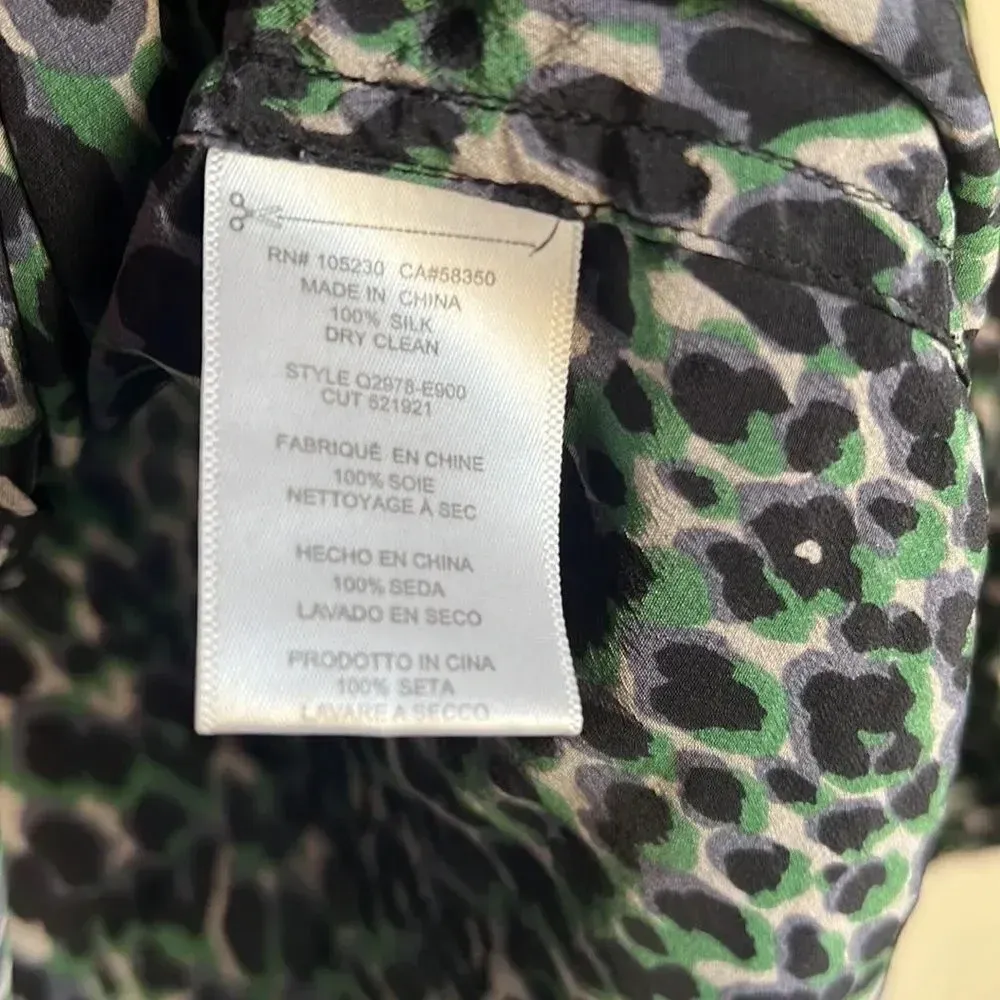 RN# 105230 CA#58350
MADE IN CHINA
100% SILK
DRY CLEAN
STYLE Q2978-E900
CUT 621921
FABRIQUÉ EN CHINE
100% SOIE
NETTOYAGE À SEC
HECHO EN CHINA
100% SEDA
LAVADO EN SECO
PRODOTTO IN CINA
100% SETA
LAVARE A SECCO